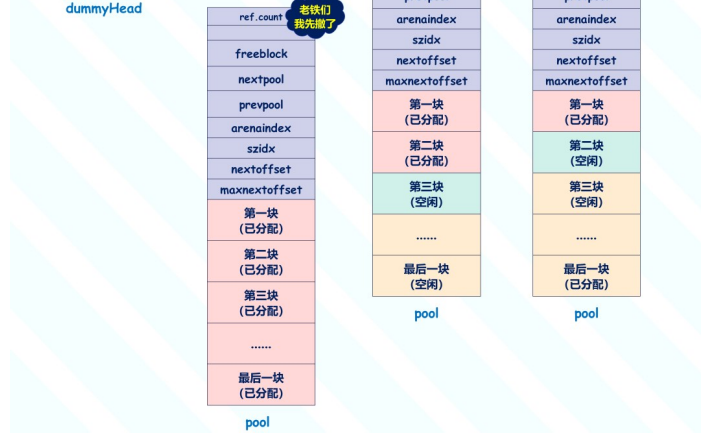 dummyHead
ref.count
老铁们
我先撤了
freeblock
nextpool
prevpool
arenaindex
szidx
nextoffset
maxnextoffset
第一块
(已分配)
第二块
(已分配)
第三块
(已分配)
......
最后一块
(已分配)
pool
arenaindex
szidx
nextoffset
maxnextoffset
第一块
(已分配)
第二块
(已分配)
第三块
(空闲)
......
最后一块
(空闲)
pool
arenaindex
szidx
nextoffset
maxnextoffset
第一块
(已分配)
第二块
(空闲)
第三块
(空闲)
......
最后一块
(已分配)
pool